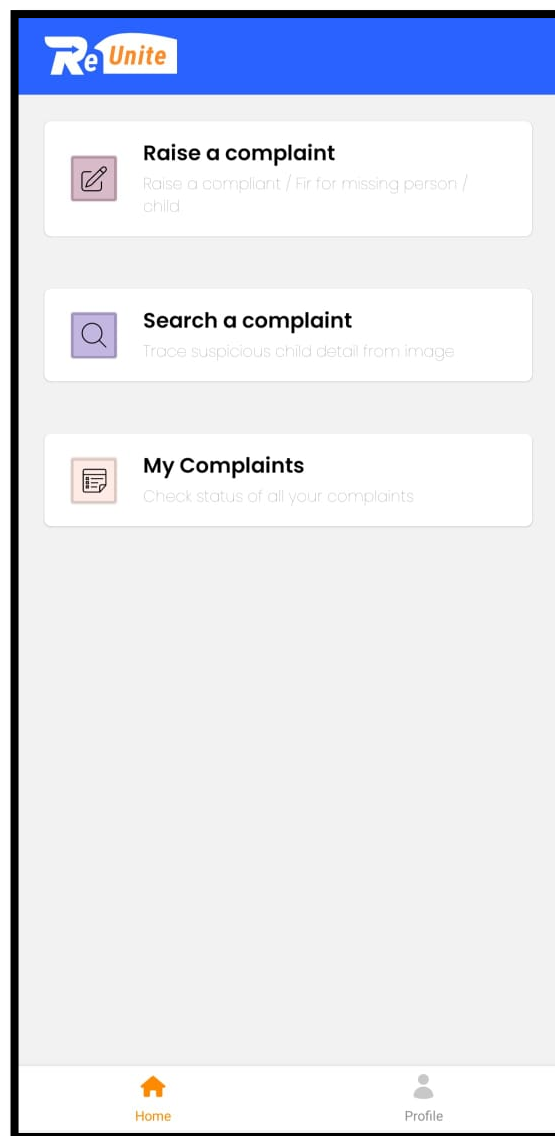 Re Unite
Raise a complaint
Raise a compliant / Fir for missing person /
child
Search a complaint
Trace suspicious child detail from image
My Complaints
Check status of all your complaints
Home
Profile